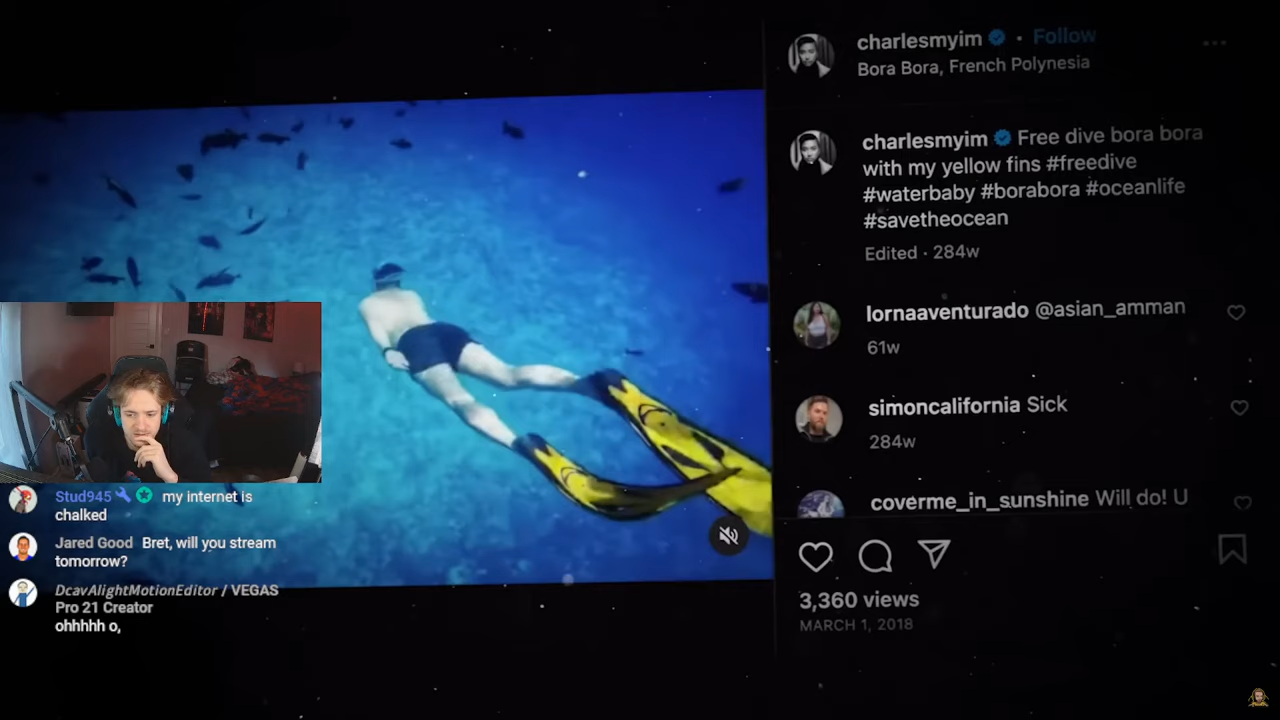 charlesmyim • Follow
Bora Bora, French Polynesia
charlesmyim Free dive bora bora
with my yellow fins #freedive
#waterbaby #borabora #oceanlife
#savetheocean
Edited · 284w
lornaaventurado @asian_amman
61w
simoncalifornia Sick
284w
coverme_in_sunshine Will do! U
3,360 views
MARCH 1, 2018
Stud945 my internet is
chalked
Jared Good Bret, will you stream
tomorrow?
DcavAlightMotionEditor / VEGAS
Pro 21 Creator
ohhhhh o,